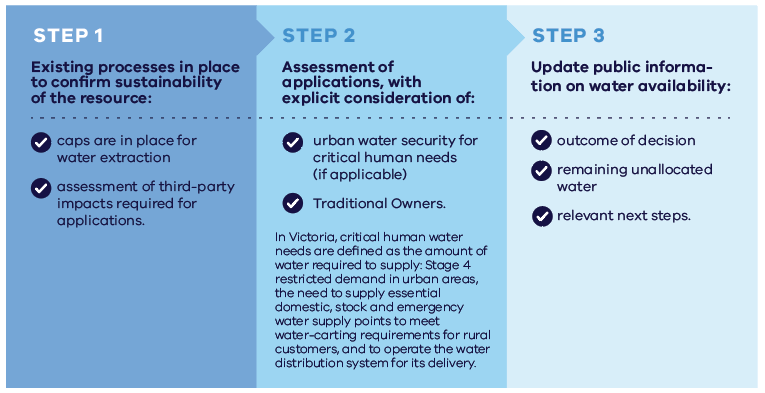 STEP 1
Existing processes in place
to confirm sustainability
of the resource:
caps are in place for
water extraction
assessment of third-party
impacts required for
applications.
STEP 2
Assessment of
applications, with
explicit consideration of:
urban water security for
critical human needs
(if applicable)
Traditional Owners.
In Victoria, critical human water
needs are defined as the amount of
water required to supply: Stage 4
restricted demand in urban areas,
the need to supply essential
domestic, stock and emergency
water supply points to meet
water-carting requirements for rural
customers, and to operate the water
distribution system for its delivery.
STEP 3
Update public informa-
tion on water availability:
outcome of decision
remaining unallocated
water
relevant next steps.